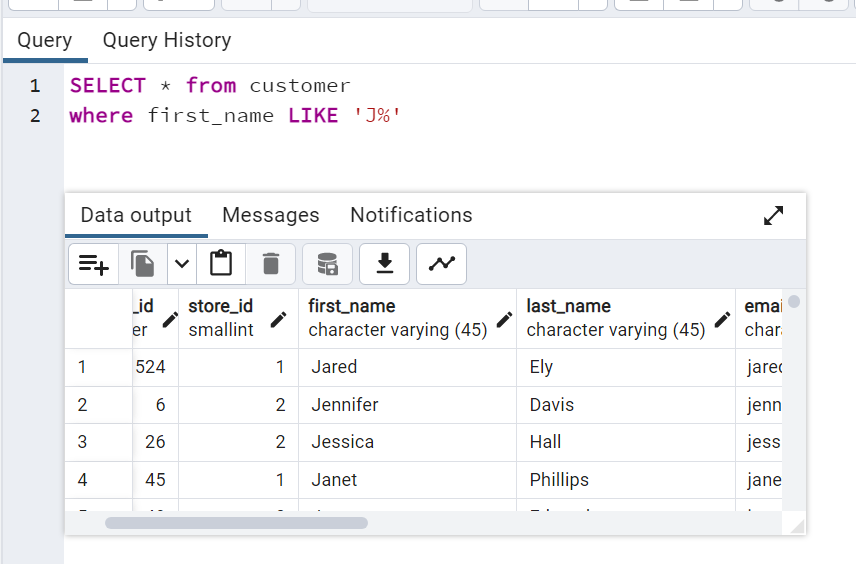 Query Query History
1 SELECT * from customer
2 where first_name LIKE 'J%'
Data output Messages Notifications
_id store_id first_name last_name emai
er smallint character varying (45) character varying (45) char
1 524 1 Jared Ely jared
2 6 2 Jennifer Davis jenn
3 26 2 Jessica Hall jess
4 45 1 Janet Phillips jane